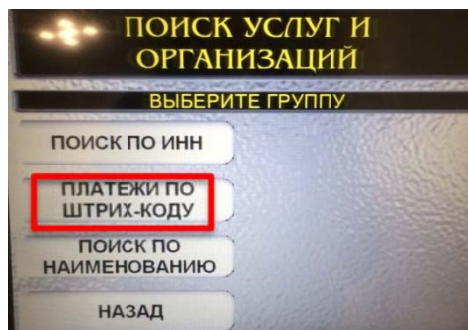 ПОИСК УСЛУГ И
ОРГАНИЗАЦИЙ
ВЫБЕРИТЕ ГРУППУ
ПОИСК ПО ИНН
ПЛАТЕЖИ ПО
ШТРИХ-КОДУ
ПОИСК ПО
НАИМЕНОВАНИЮ
НАЗАД